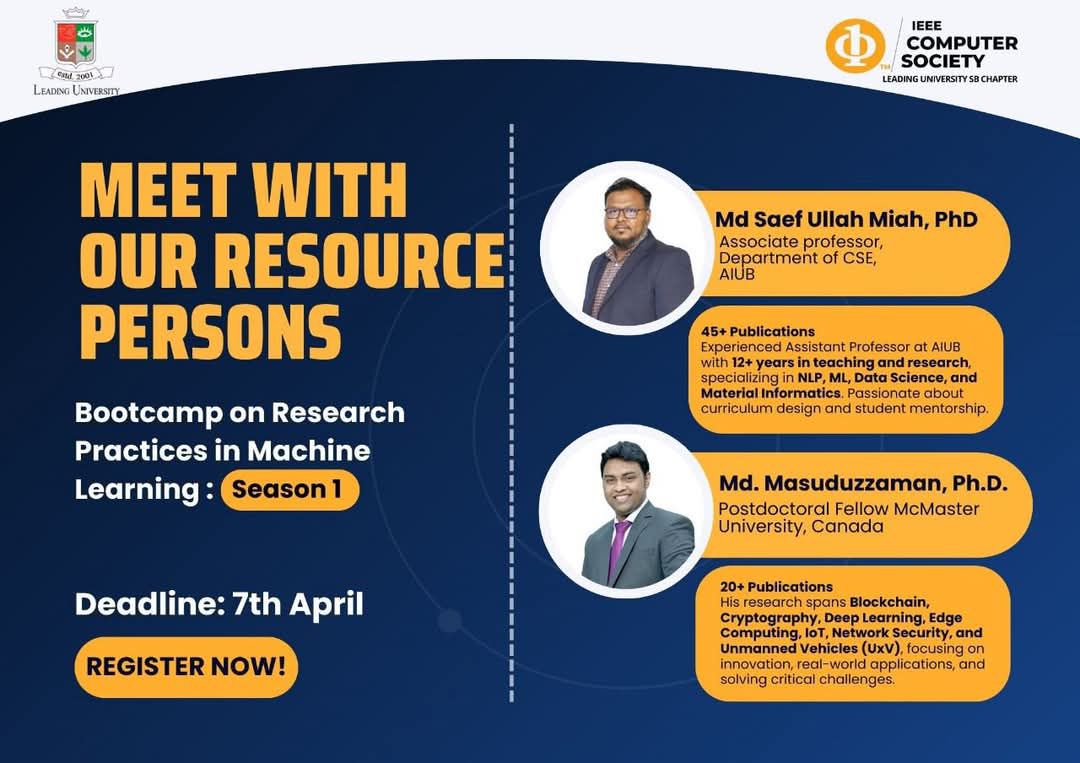 estd. 2001
LEADING UNIVERSITY
IEEE
COMPUTER
SOCIETY
TM
LEADING UNIVERSITY SB CHAPTER
MEET WITH
OUR RESOURCE
PERSONS
Bootcamp on Research
Practices in Machine
Learning : Season 1
Deadline: 7th April
REGISTER NOW!
Md Saef Ullah Miah, PhD
Associate professor,
Department of CSE,
AIUB
45+ Publications
Experienced Assistant Professor at AIUB
with 12+ years in teaching and research,
specializing in NLP, ML, Data Science, and
Material Informatics. Passionate about
curriculum design and student mentorship.
Md. Masuduzzaman, Ph.D.
Postdoctoral Fellow McMaster
University, Canada
20+ Publications
His research spans Blockchain,
Cryptography, Deep Learning, Edge
Computing, IoT, Network Security, and
Unmanned Vehicles (UxV), focusing on
innovation, real-world applications, and
solving critical challenges.